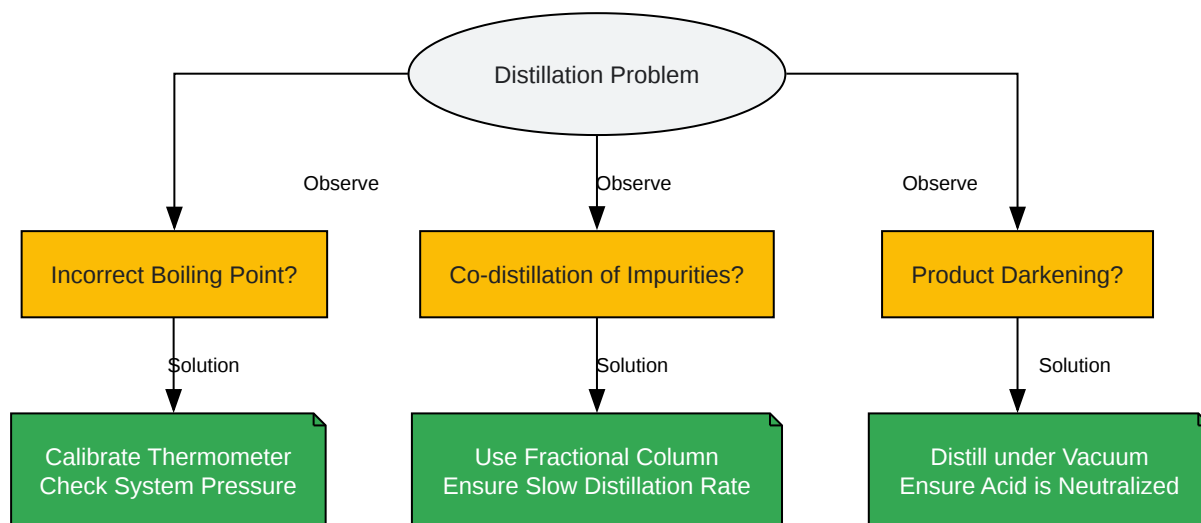 Distillation Problem
Observe
Observe
Observe
Incorrect Boiling Point?
Co-distillation of Impurities?
Product Darkening?
Solution
Solution
Solution
Calibrate Thermometer
Check System Pressure
Use Fractional Column
Ensure Slow Distillation Rate
Distill under Vacuum
Ensure Acid is Neutralized